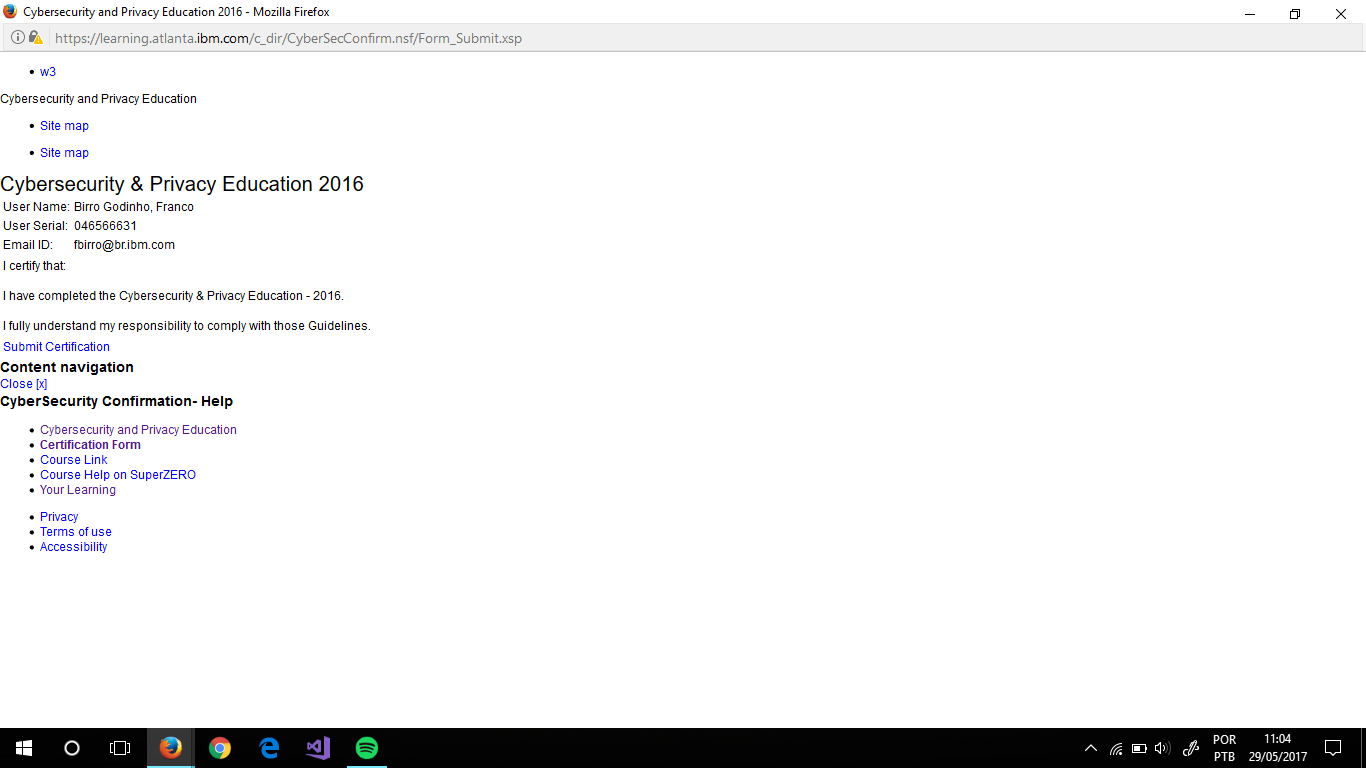 Cybersecurity and Privacy Education 2016 - Mozilla Firefox
https://learning.atlanta.ibm.com/c_dir/CyberSecConfirm.nsf/Form_Submit.xsp
w3
Cybersecurity and Privacy Education
Site map
Site map
Cybersecurity & Privacy Education 2016
User Name: Birro Godinho, Franco
User Serial: 046566631
Email ID: fbirro@br.ibm.com
I certify that:
I have completed the Cybersecurity & Privacy Education - 2016.
I fully understand my responsibility to comply with those Guidelines.
Submit Certification
Content navigation
Close [x]
CyberSecurity Confirmation- Help
Cybersecurity and Privacy Education
Certification Form
Course Link
Course Help on SuperZERO
Your Learning
Privacy
Terms of use
Accessibility
POR 11:04
PTB 29/05/2017